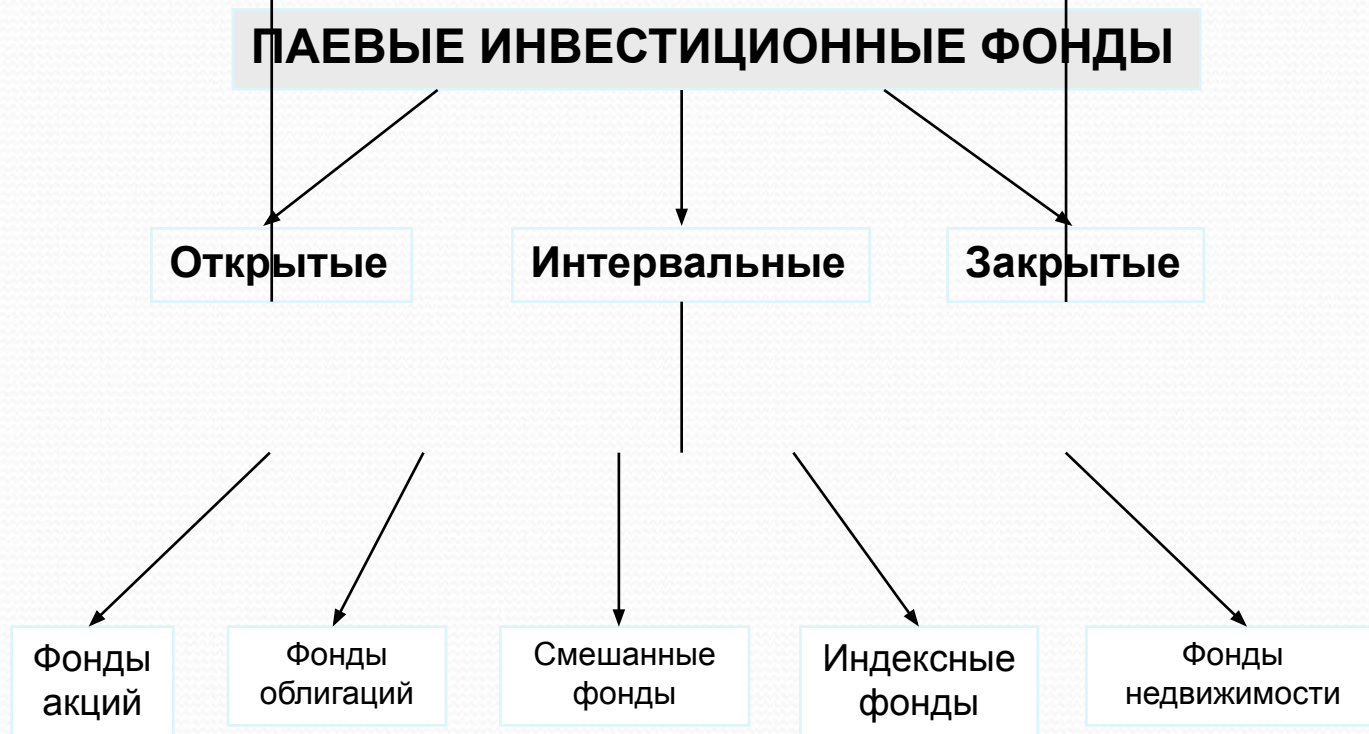 ПАЕВЫЕ ИНВЕСТИЦИОННЫЕ ФОНДЫ
Открытые
Интервальные
Закрытые
Фонды
акций
Фонды
облигаций
Смешанные
фонды
Индексные
фонды
Фонды
недвижимости